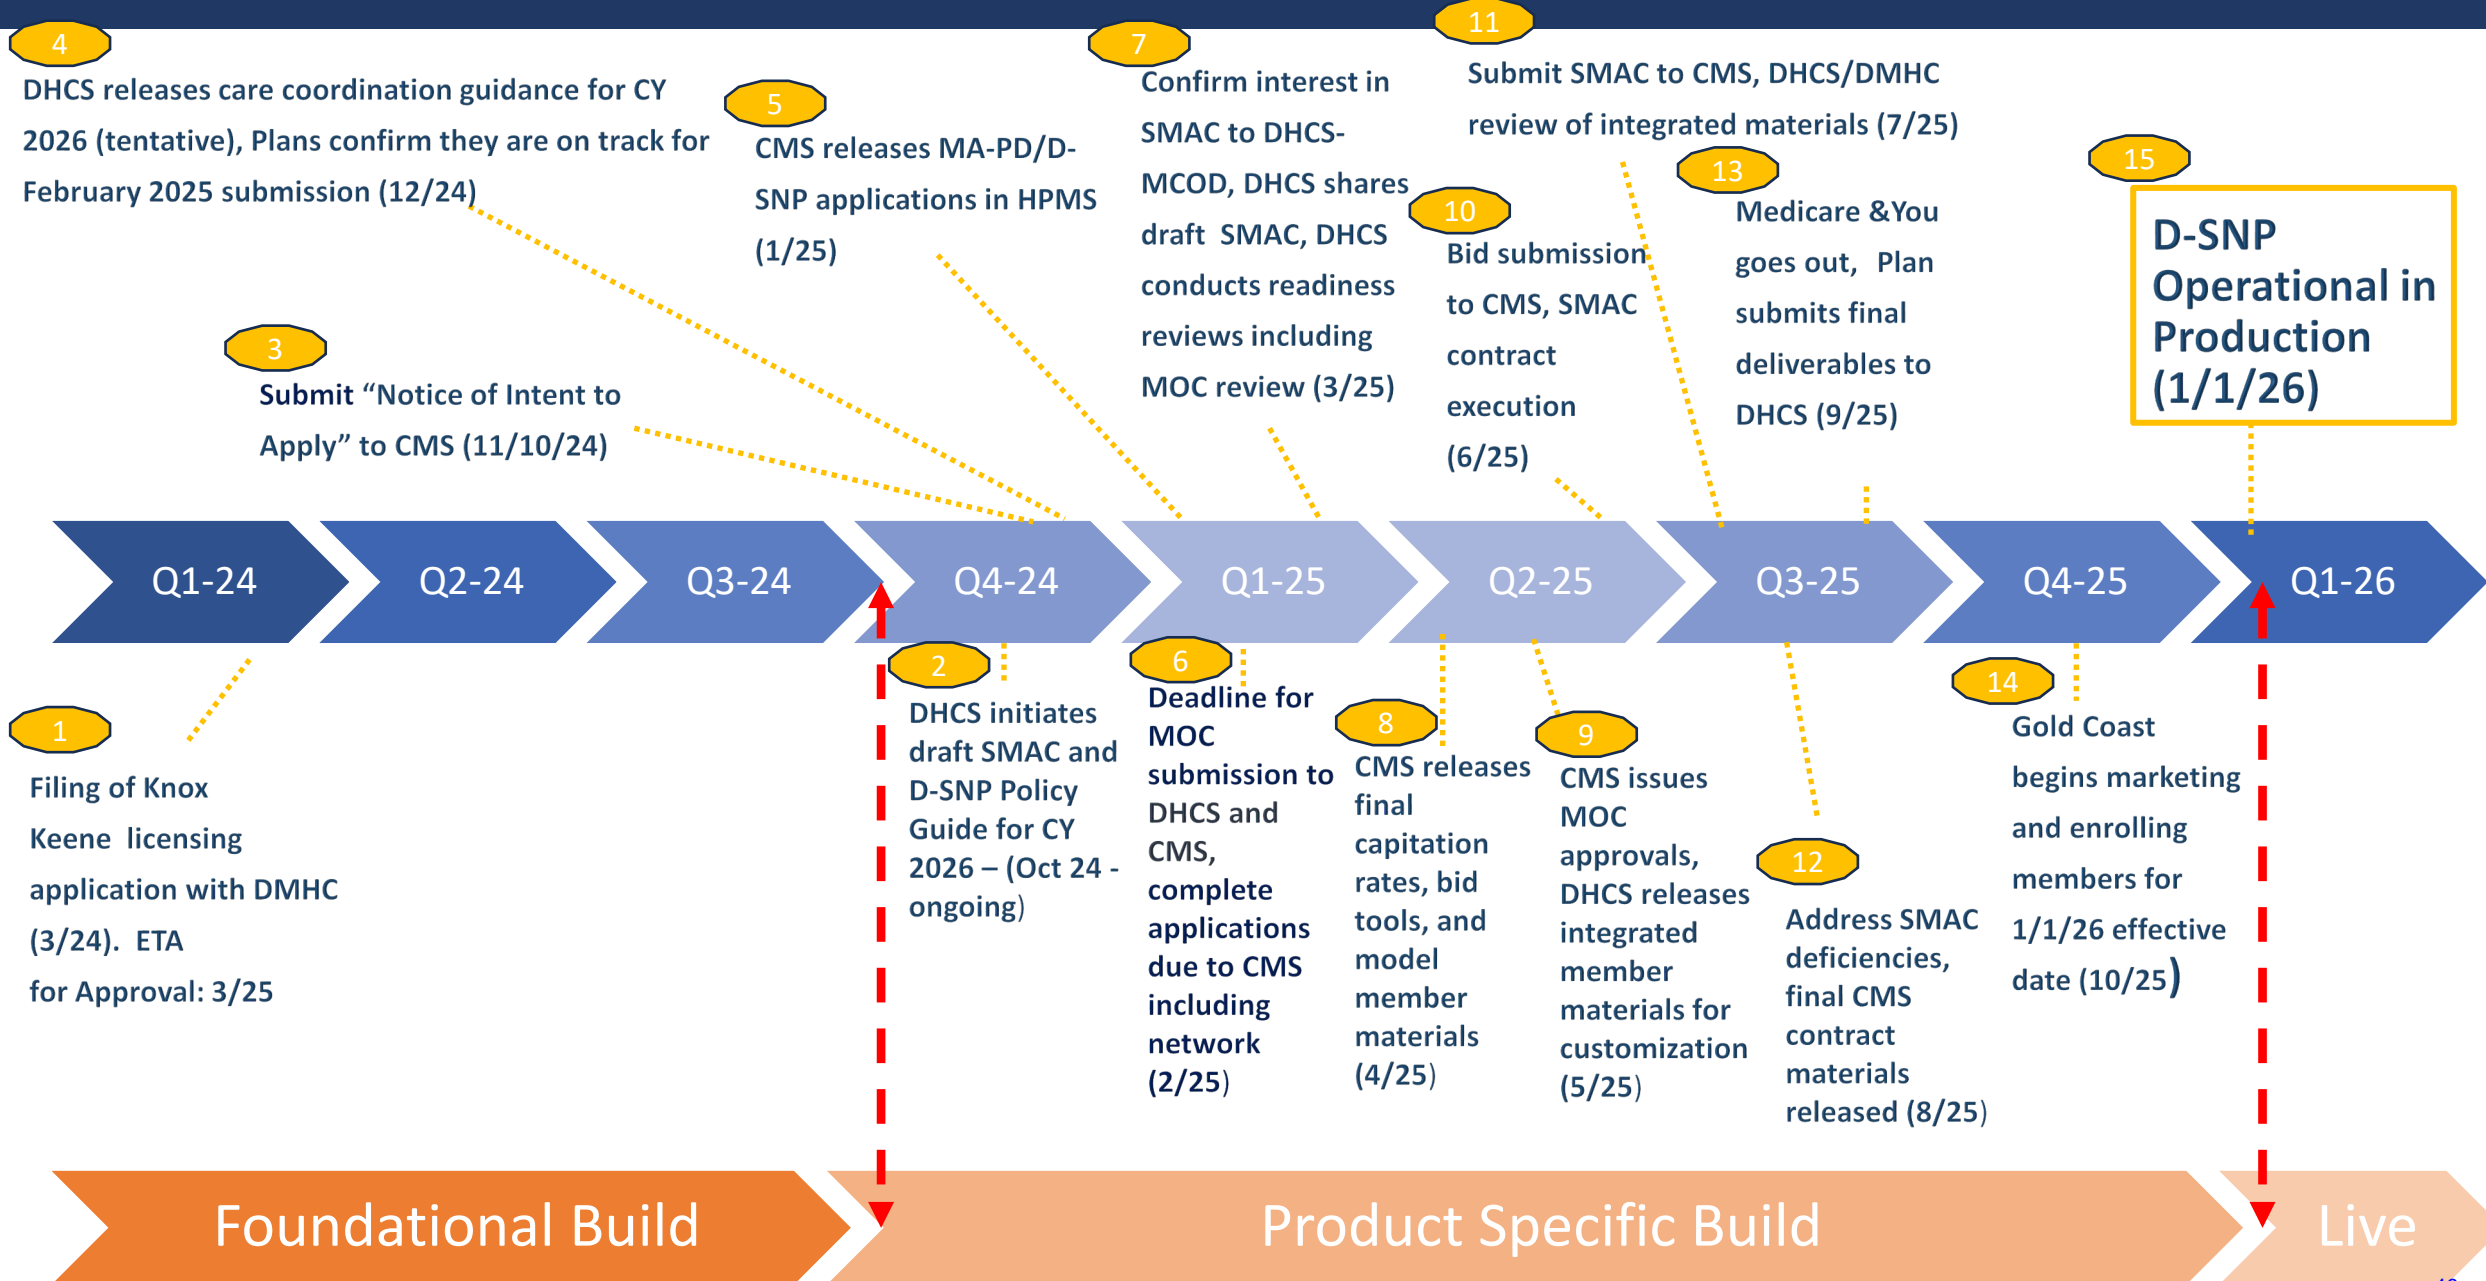 4
DHCS releases care coordination guidance for CY
2026 (tentative), Plans confirm they are on track for
February 2025 submission (12/24)
5
CMS releases MA-PD/D-
SNP applications in HPMS
(1/25)
7
Confirm interest in
SMAC to DHCS-
MCOD, DHCS shares
draft SMAC, DHCS
conducts readiness
reviews including
MOC review (3/25)
11
Submit SMAC to CMS, DHCS/DMHC
review of integrated materials (7/25)
10
Bid submission
to CMS, SMAC
contract
execution
(6/25)
13
Medicare &You
goes out, Plan
submits final
deliverables to
DHCS (9/25)
15
D-SNP
Operational in
Production
(1/1/26)
3
Submit “Notice of Intent to
Apply” to CMS (11/10/24)
Q1-24
Q2-24
Q3-24
Q4-24
Q1-25
Q2-25
Q3-25
Q4-25
Q1-26
1
Filing of Knox
Keene licensing
application with DMHC
(3/24). ETA
for Approval: 3/25
2
DHCS initiates
draft SMAC and
D-SNP Policy
Guide for CY
2026 – (Oct 24 -
ongoing)
6
Deadline for
MOC
submission to
DHCS and
CMS,
complete
applications
due to CMS
including
network
(2/25)
8
CMS releases
final
capitation
rates, bid
tools, and
model
member
materials
(4/25)
9
CMS issues
MOC
approvals,
DHCS releases
integrated
member
materials for
customization
(5/25)
12
Address SMAC
deficiencies,
final CMS
contract
materials
released (8/25)
14
Gold Coast
begins marketing
and enrolling
members for
1/1/26 effective
date (10/25)
Foundational Build
Product Specific Build
Live